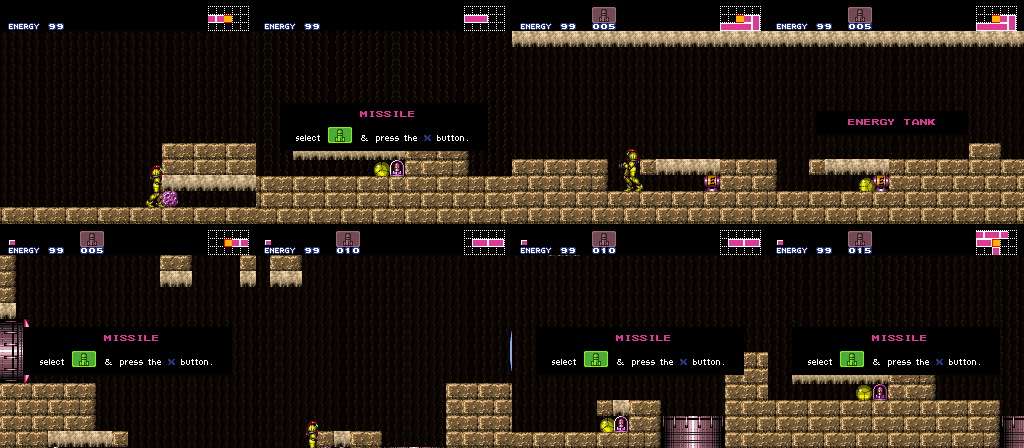 ENERGY 99
MISSILE
select & press the X button.
ENERGY 99
ENERGY 99 005
ENERGY 99 005
ENERGY TANK
ENERGY 99 005
MISSILE
select & press the X button.
ENERGY 99 010
ENERGY 99 010
MISSILE
select & press the X button.
ENERGY 99 015
MISSILE
select & press the X button.